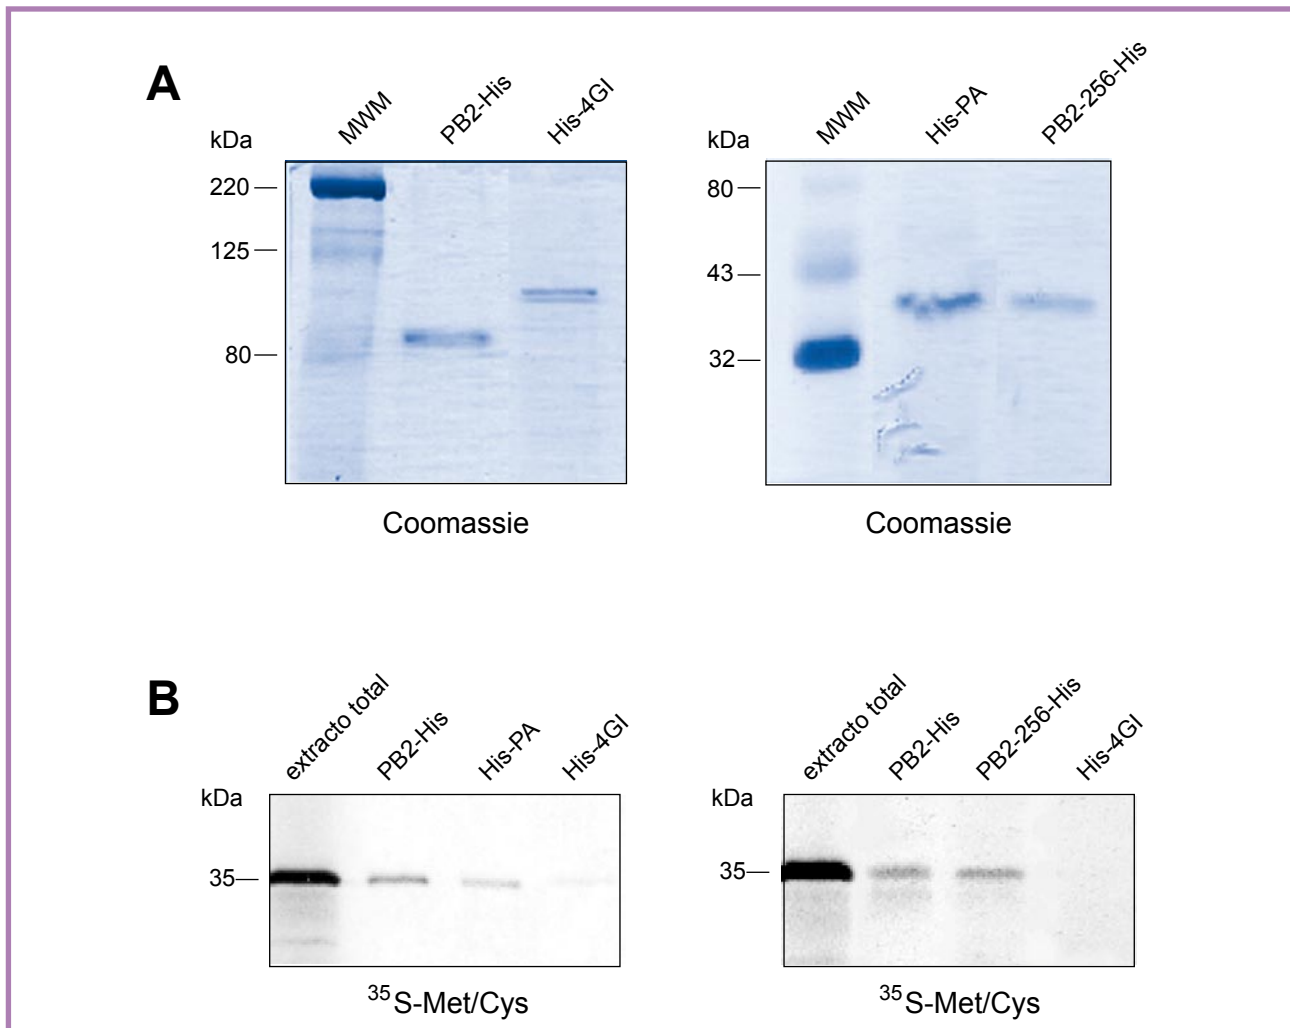 A
kDa
MWM
PB2-His
His-4GI
220
125
80
Coomassie
kDa
MWM
His-PA
PB2-256-His
80
43
32
Coomassie
B
kDa
extracto total
PB2-His
His-PA
His-4GI
35
35S-Met/Cys
kDa
extracto total
PB2-His
PB2-256-His
His-4GI
35
35S-Met/Cys